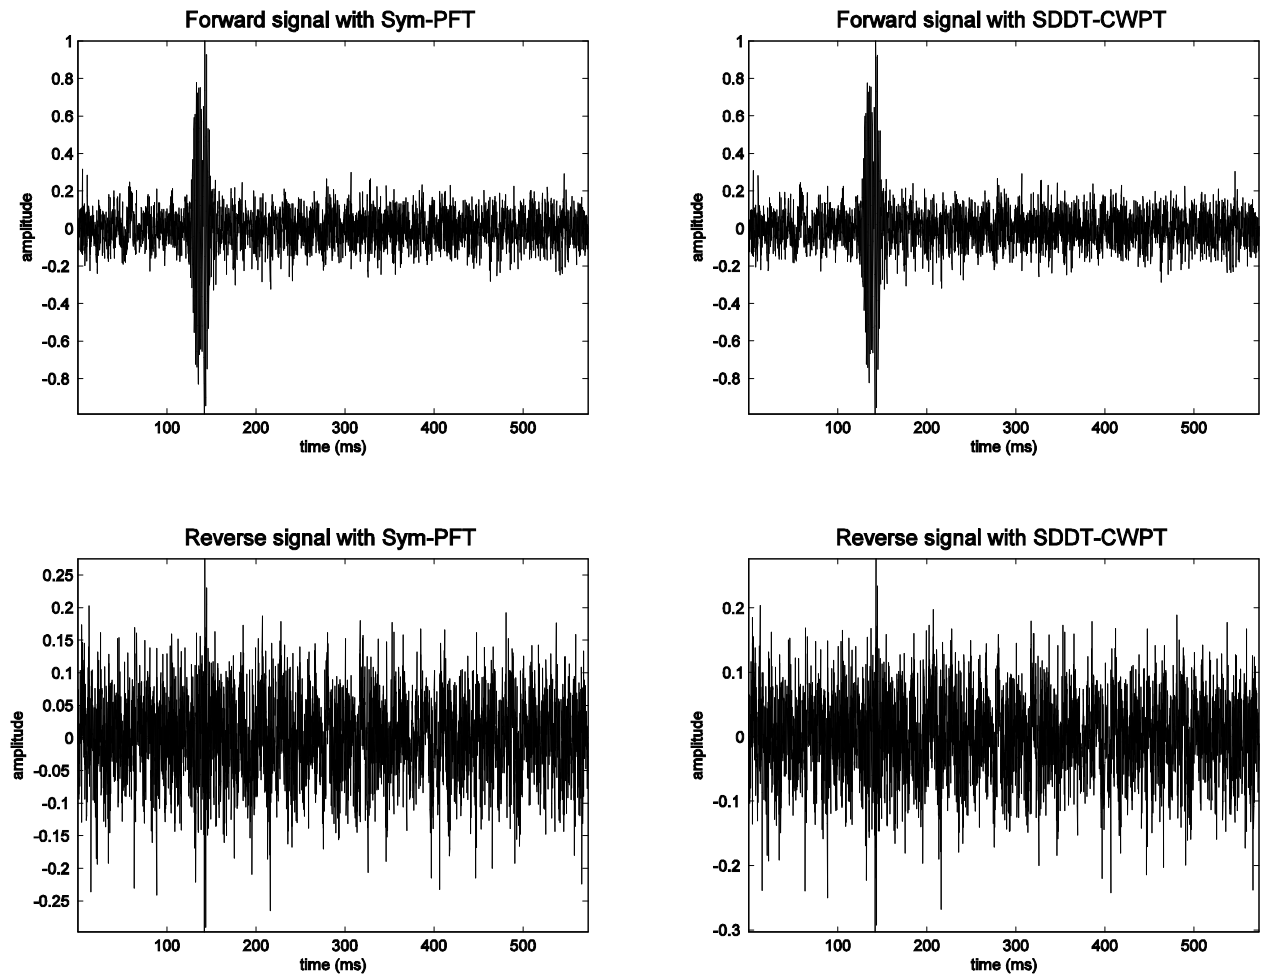 Forward signal with Sym-PFT
1
0.8
0.6
0.4
0.2
0
-0.2
-0.4
-0.6
-0.8
amplitude
100 200 300 400 500
time (ms)
Forward signal with SDDT-CWPT
1
0.8
0.6
0.4
0.2
0
-0.2
-0.4
-0.6
-0.8
amplitude
100 200 300 400 500
time (ms)
Reverse signal with Sym-PFT
0.25
0.2
0.15
0.1
0.05
0
-0.05
-0.1
-0.15
-0.2
-0.25
amplitude
100 200 300 400 500
time (ms)
Reverse signal with SDDT-CWPT
0.2
0.1
0
-0.1
-0.2
-0.3
amplitude
100 200 300 400 500
time (ms)